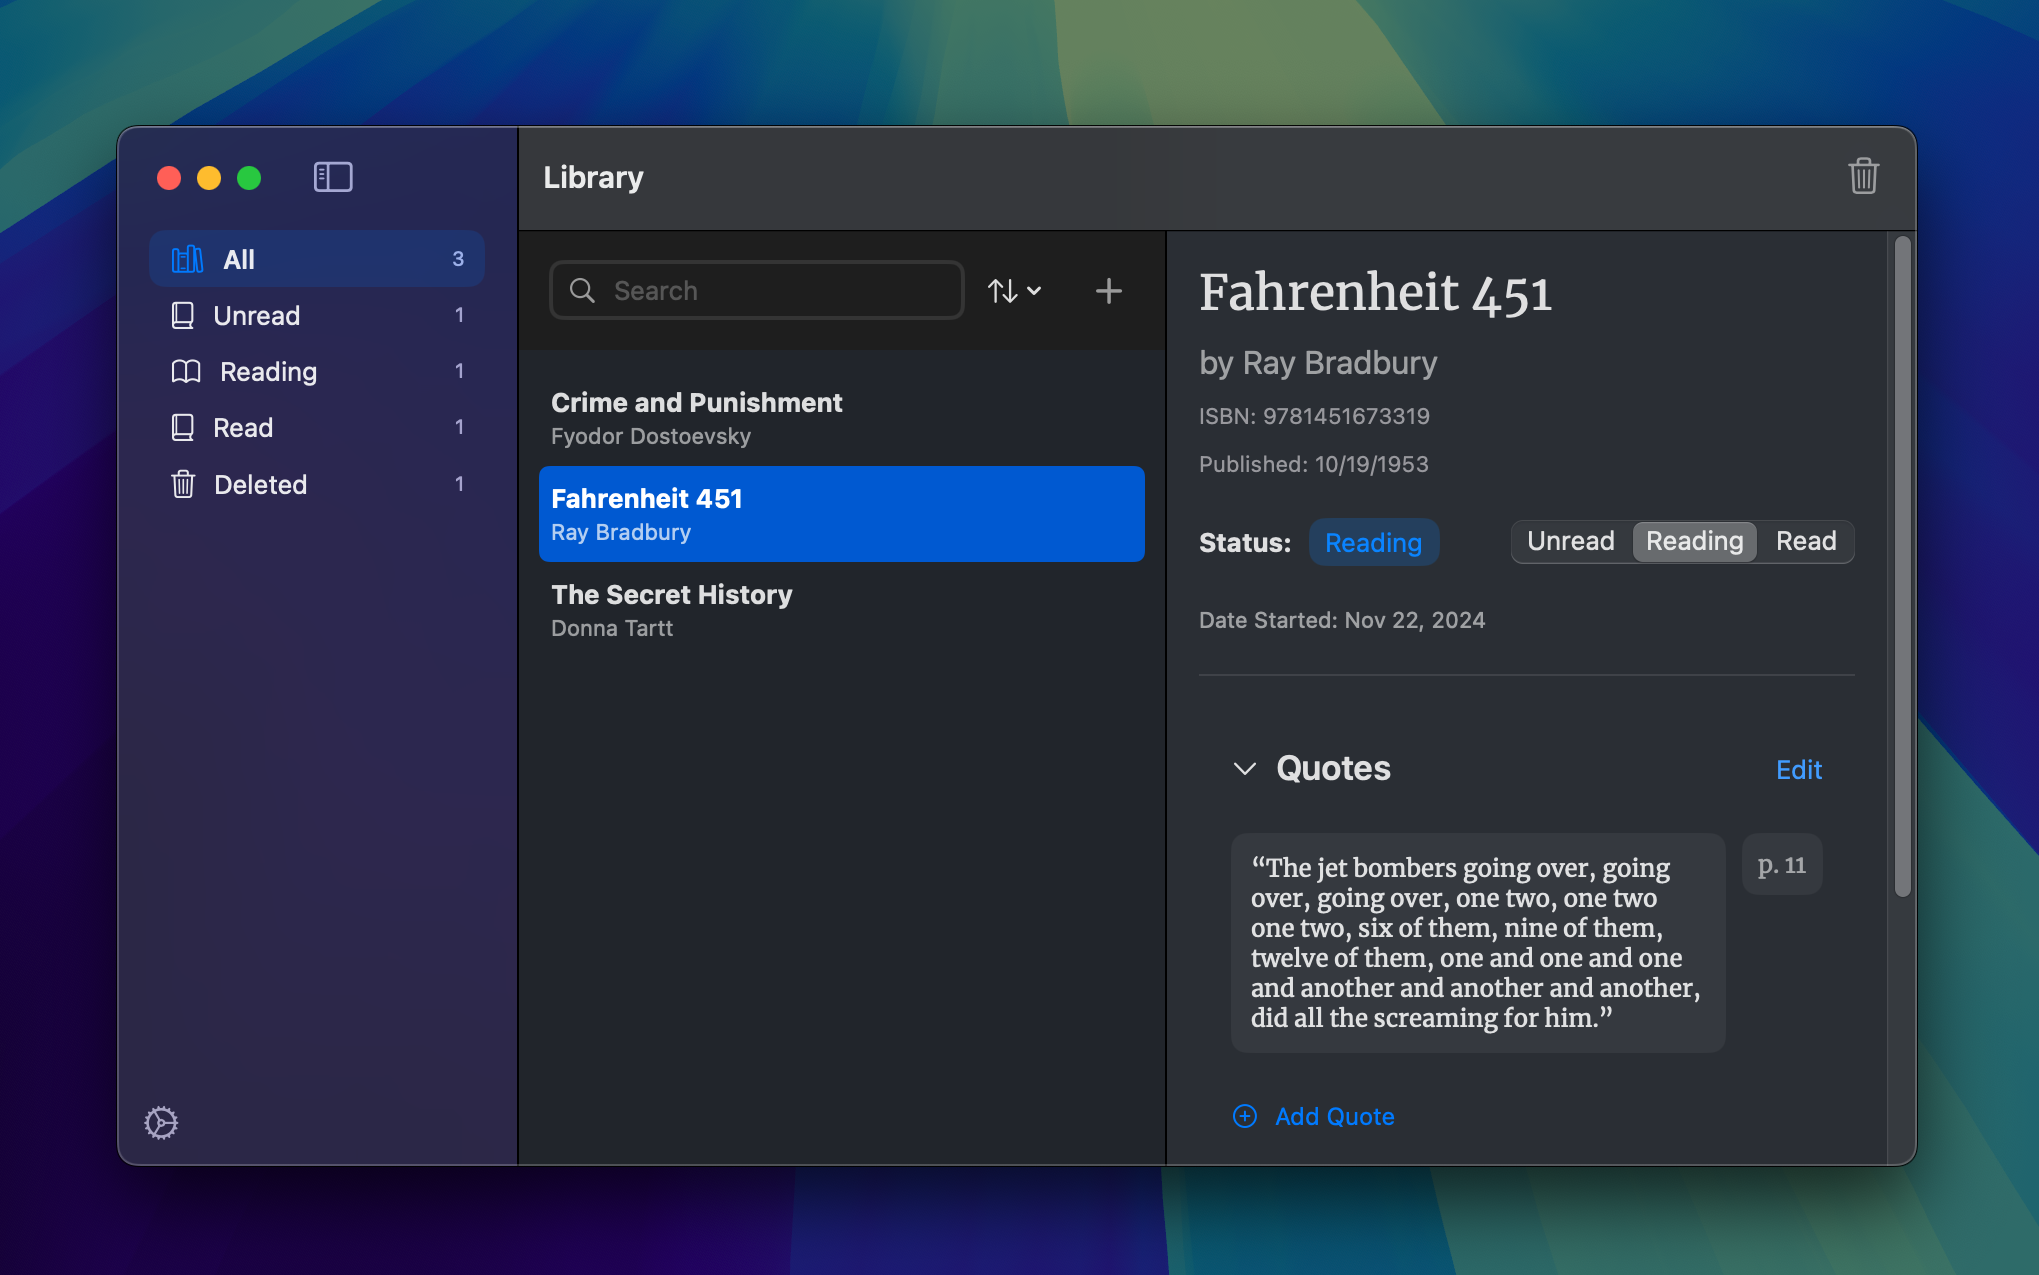 Library
All 3
Unread 1
Reading 1
Read 1
Deleted 1
Search
Crime and Punishment
Fyodor Dostoevsky
Fahrenheit 451
Ray Bradbury
The Secret History
Donna Tartt
Fahrenheit 451
by Ray Bradbury
ISBN: 9781451673319
Published: 10/19/1953
Status: Reading Unread Reading Read
Date Started: Nov 22, 2024
Quotes Edit
“The jet bombers going over, going
over, going over, one two, one two
one two, six of them, nine of them,
twelve of them, one and one and one
and another and another and another,
did all the screaming for him.”
p. 11
Add Quote